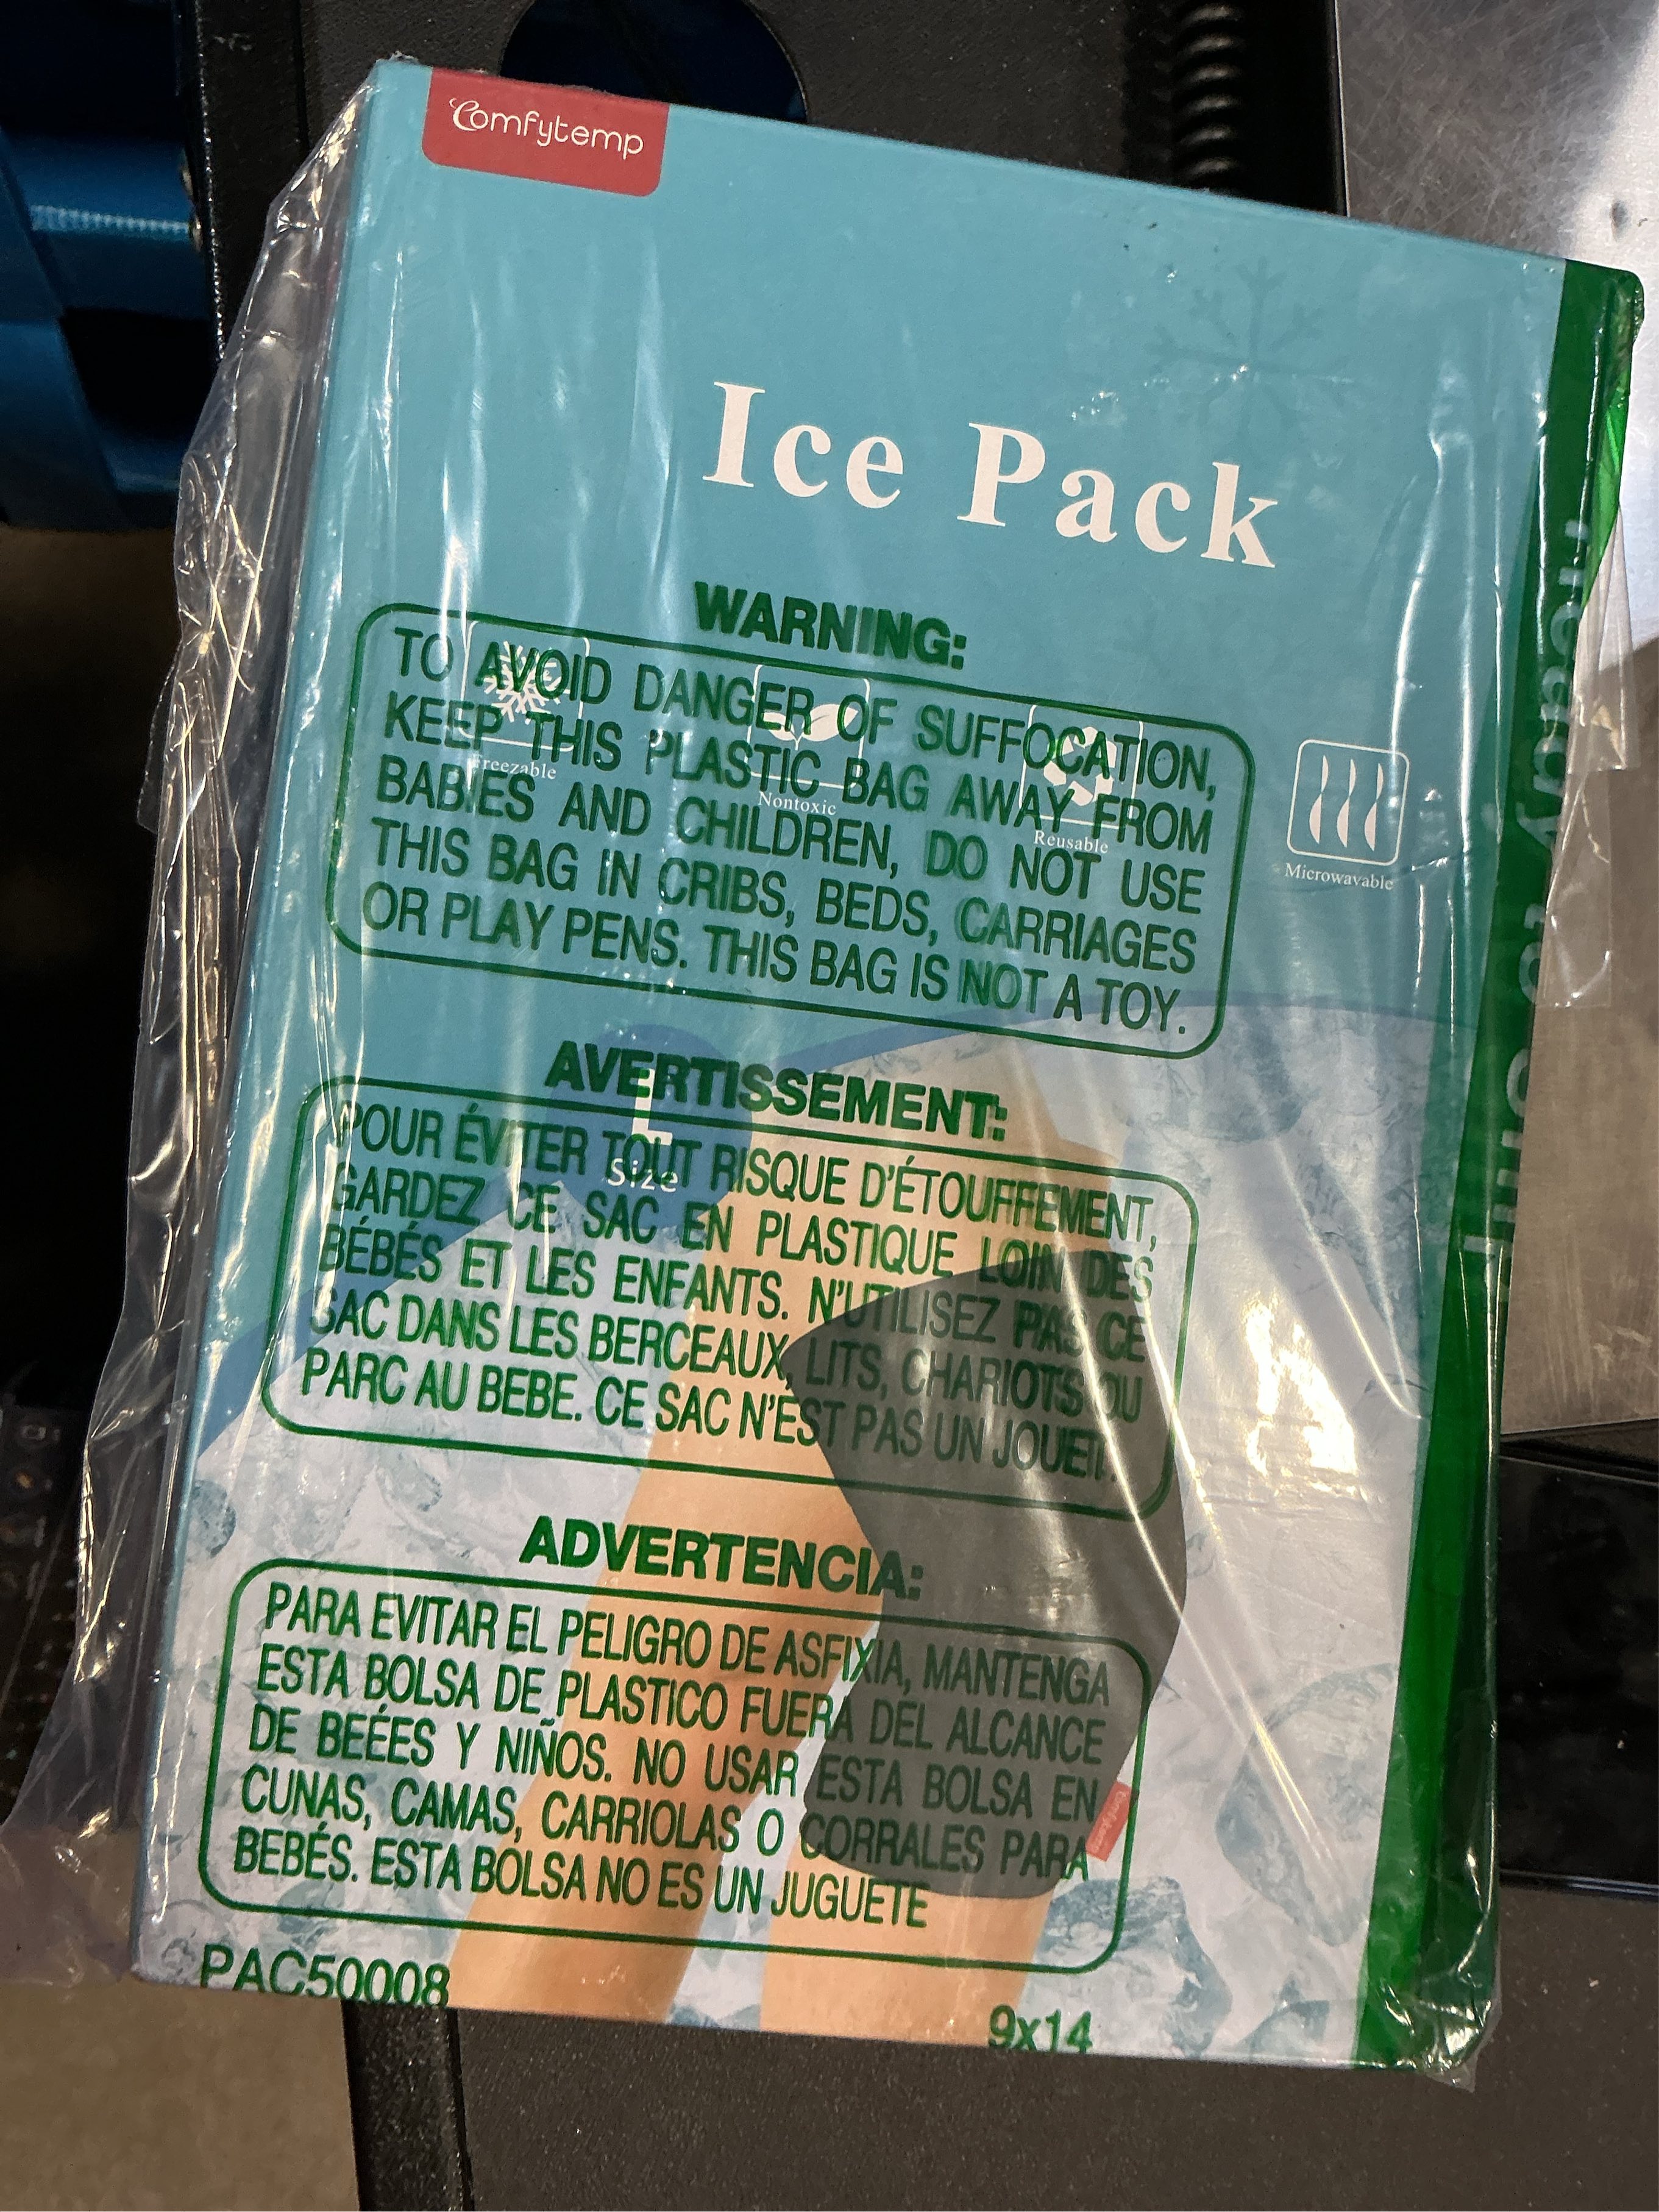 Comfytemp
Ice Pack
WARNING:
TO AVOID DANGER OF SUFFOCATION,
KEEP THIS PLASTIC BAG AWAY FROM
BABIES AND CHILDREN, DO NOT USE
THIS BAG IN CRIBS, BEDS, CARRIAGES
OR PLAY PENS. THIS BAG IS NOT A TOY.
Freezable
Nontoxic
Reusable
Microwavable
AVERTISSEMENT:
POUR ÉVITER TOUT RISQUE D'ÉTOUFFEMENT,
GARDEZ CE SAC EN PLASTIQUE LOIN DES
BÉBÉS ET LES ENFANTS. N'UTILISEZ PAS CE
SAC DANS LES BERCEAUX, LITS, CHARIOTS OU
PARC AU BEBE. CE SAC N'EST PAS UN JOUET.
L
Size
ADVERTENCIA:
PARA EVITAR EL PELIGRO DE ASFIXIA, MANTENGA
ESTA BOLSA DE PLASTICO FUERA DEL ALCANCE
DE BEÉES Y NIÑOS. NO USAR ESTA BOLSA EN
CUNAS, CAMAS, CARRIOLAS O CORRALES PARA
BEBÉS. ESTA BOLSA NO ES UN JUGUETE
Comfytemp
PAC50008
9x14